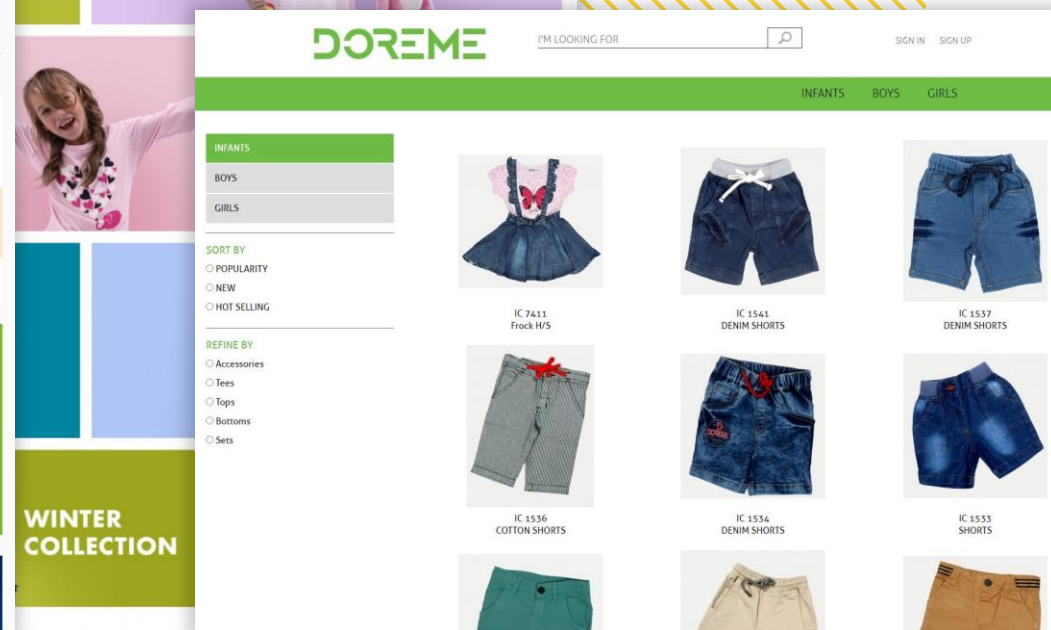 DOREME
I'M LOOKING FOR
SIGN IN SIGN UP
INFANTS BOYS GIRLS
INFANTS
BOYS
GIRLS
SORT BY
POPULARITY
NEW
HOT SELLING
REFINE BY
Accessories
Tees
Tops
Bottoms
Sets
IC 7411
Frock H/S
IC 1541
DENIM SHORTS
IC 1537
DENIM SHORTS
DOREME
IC 1536
COTTON SHORTS
IC 1534
DENIM SHORTS
IC 1533
SHORTS
WINTER
COLLECTION